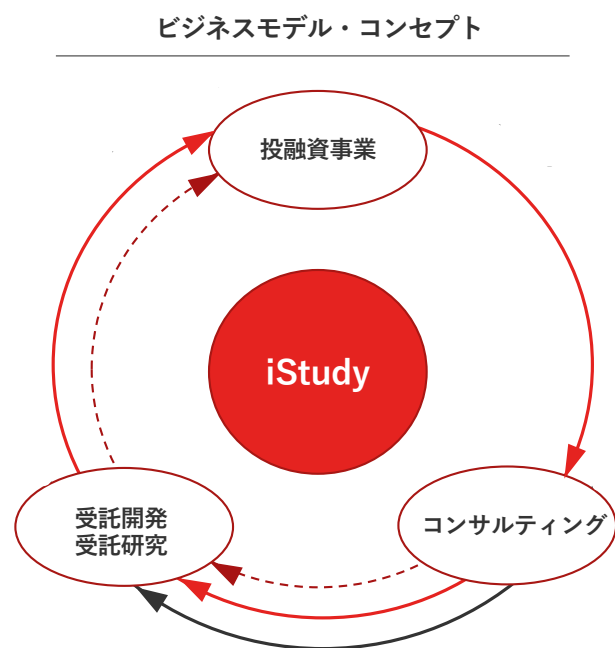 ビジネスモデル・コンセプト
投融資事業
iStudy
受託開発
受託研究
コンサルティング